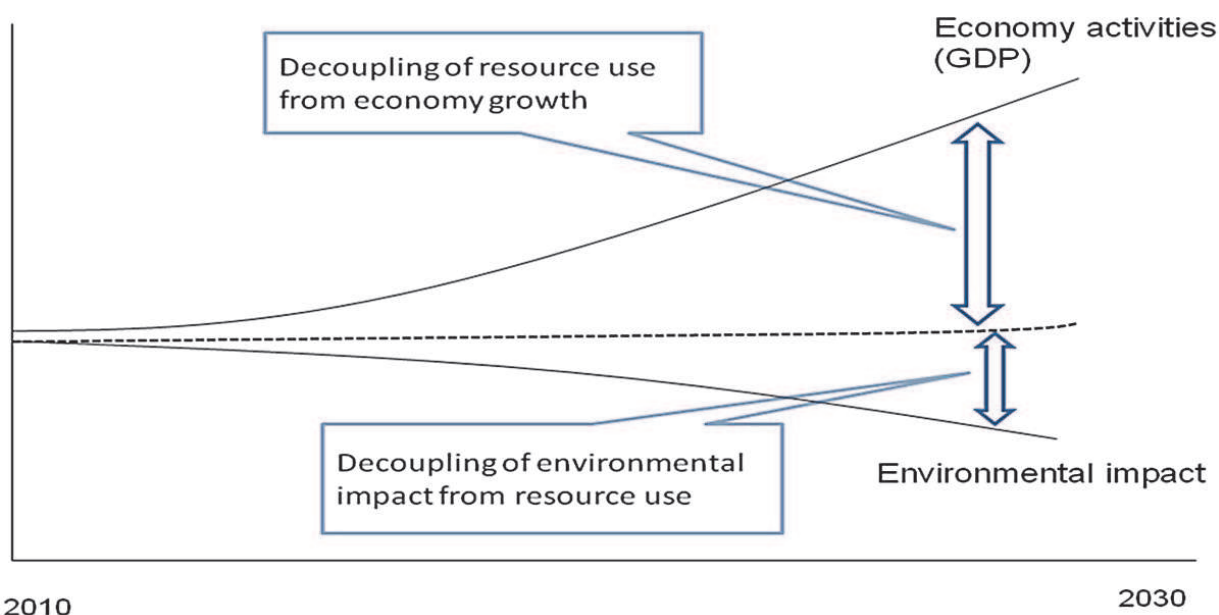 Economy activities
(GDP)
Decoupling of resource use
from economy growth
Decoupling of environmental
impact from resource use
Environmental impact
2010
2030